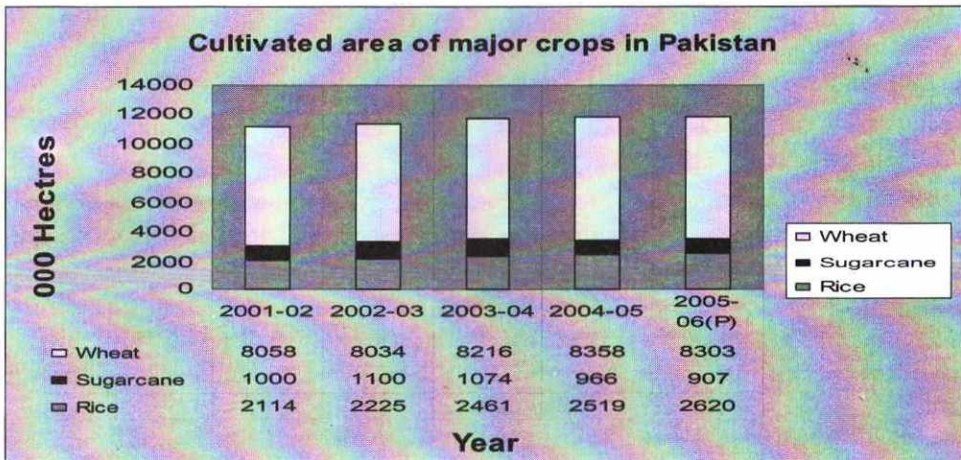 Cultivated area of major crops in Pakistan
000 Hectres
14000
12000
10000
8000
6000
4000
2000
0
2001-02 2002-03 2003-04 2004-05 2005-06(P)
Wheat 8058 8034 8216 8358 8303
Sugarcane 1000 1100 1074 966 907
Rice 2114 2225 2461 2519 2620
Year
Wheat
Sugarcane
Rice